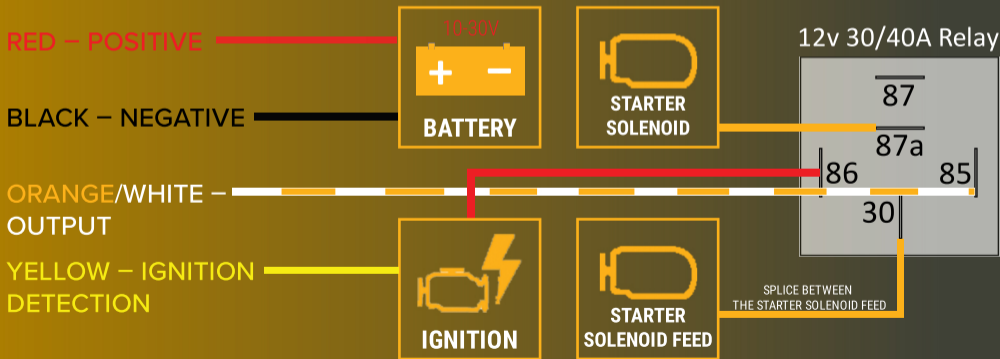 RED – POSITIVE
BLACK – NEGATIVE
ORANGE/WHITE –
OUTPUT
YELLOW – IGNITION
DETECTION
10-30V
+ −
BATTERY
STARTER
SOLENOID
IGNITION
STARTER
SOLENOID FEED
SPLICE BETWEEN
THE STARTER SOLENOID FEED
12v 30/40A Relay
87
87a
86
85
30